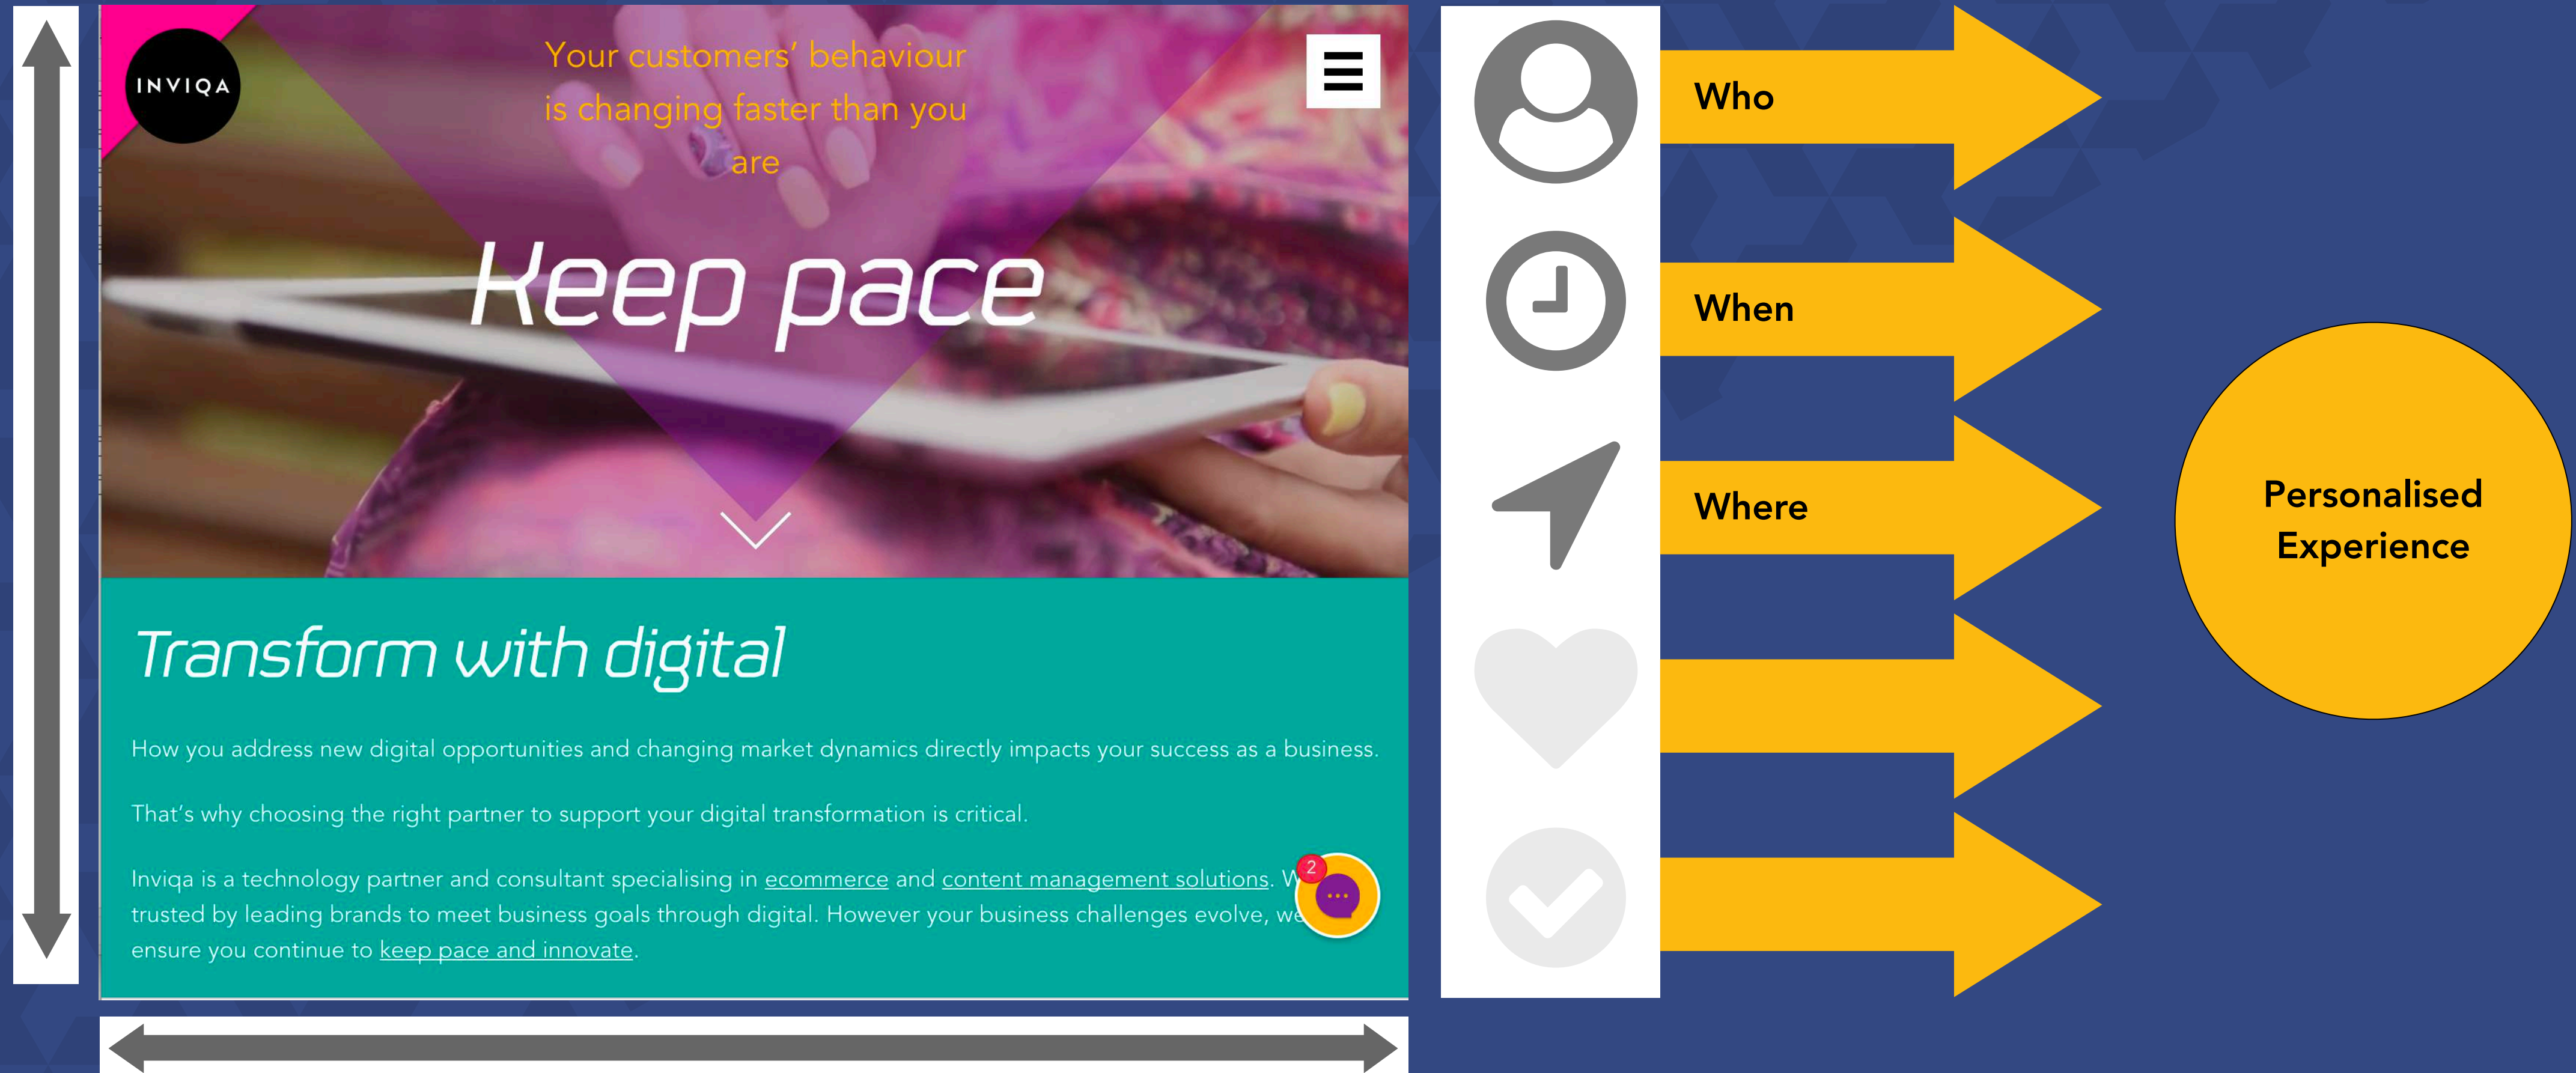 INVIQA
Your customers’ behaviour
is changing faster than you
are
Keep pace
Transform with digital
How you address new digital opportunities and changing market dynamics directly impacts your success as a business.
That’s why choosing the right partner to support your digital transformation is critical.
Inviqa is a technology partner and consultant specialising in ecommerce and content management solutions.
trusted by leading brands to meet business goals through digital. However your business challenges evolve, we
ensure you continue to keep pace and innovate.
2
Who
When
Where
Personalised
Experience